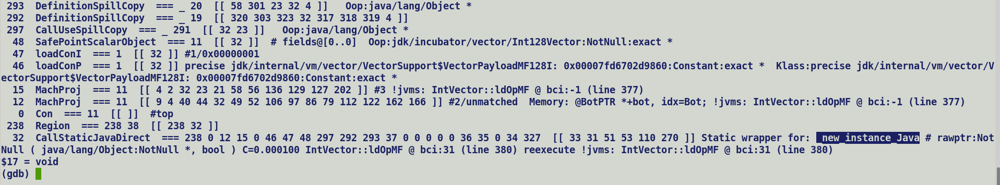 293  DefinitionSpillCopy  === _ 20  [[ 58 301 23 32 4 ]]   Oop:java/lang/Object *
292  DefinitionSpillCopy  === _ 19  [[ 320 303 323 32 317 318 319 4 ]]
297  CallUseSpillCopy  === _ 291  [[ 32 23 ]]   Oop:java/lang/Object *
48  SafePointScalarObject  === 11  [[ 32 ]]  # fields@[0..0]  Oop:jdk/incubator/vector/Int128Vector:NotNull:exact *
47  loadConI  === 1  [[ 32 ]] #1/0x00000001
46  loadConP  === 1  [[ 32 ]] precise jdk/internal/vm/vector/VectorSupport$VectorPayloadMF128I: 0x00007fd6702d9860:Constant:exact *  Klass:precise jdk/internal/vm/vector/V
ectorSupport$VectorPayloadMF128I: 0x00007fd6702d9860:Constant:exact *
15  MachProj  === 11  [[ 4 2 32 23 21 58 56 136 129 127 202 ]] #3 !jvms: IntVector::ldOpMF @ bci:-1 (line 377)
12  MachProj  === 11  [[ 9 4 40 44 32 49 52 106 97 86 79 112 122 162 166 ]] #2/unmatched  Memory: @BotPTR *+bot, idx=Bot; !jvms: IntVector::ldOpMF @ bci:-1 (line 377)
0  Con  === 11  [[ ]]  #top
238  Region  === 238 38  [[ 238 32 ]]
32  CallStaticJavaDirect  === 238 0 12 15 0 46 47 48 297 292 293 37 0 0 0 0 0 36 35 0 34 327  [[ 33 31 51 53 110 270 ]] Static wrapper for: _new_instance_Java # rawptr:Not
Null ( java/lang/Object:NotNull *, bool ) C=0.000100 IntVector::ldOpMF @ bci:31 (line 380) reexecute !jvms: IntVector::ldOpMF @ bci:31 (line 380)
$17 = void
(gdb)